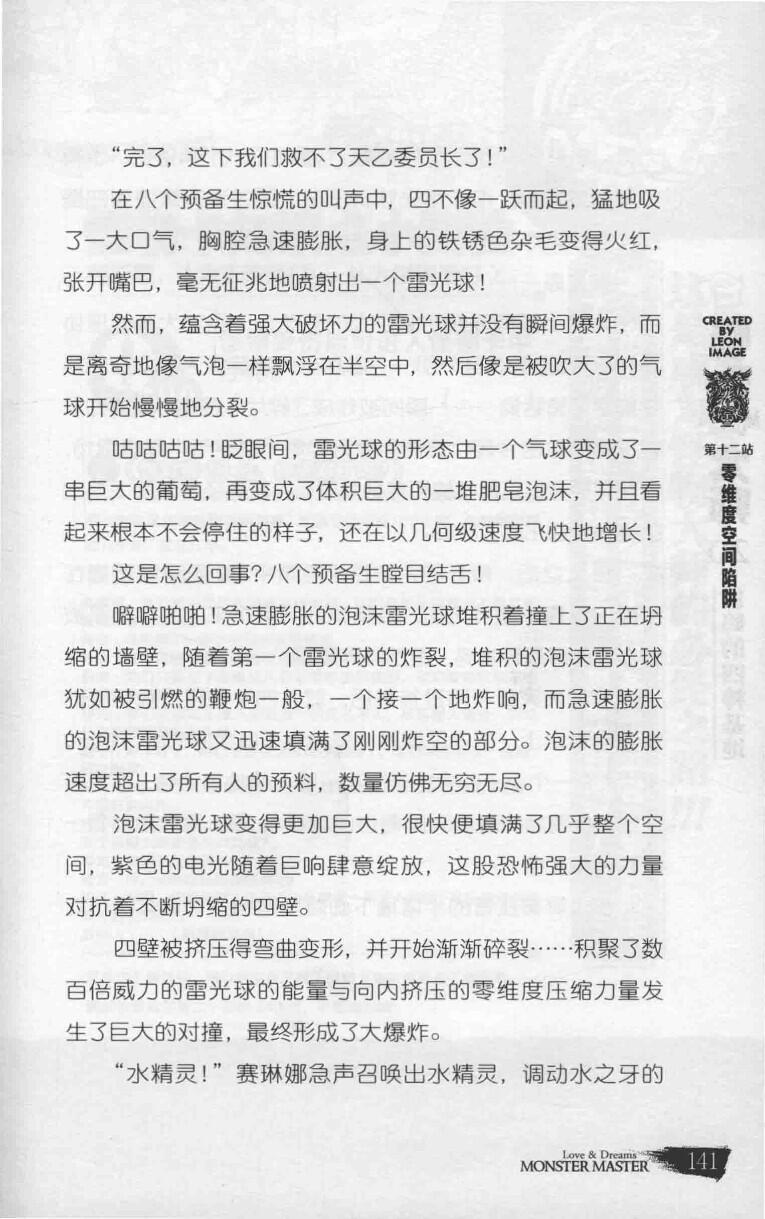 “完了，这下我们救不了天乙委员长了！”
在八个预备生惊慌的叫声中，四不像一跃而起，猛地吸
了一大口气，胸腔急速膨胀，身上的铁锈色杂毛变得火红，
张开嘴巴，毫无征兆地喷射出一个雷光球！
然而，蕴含着强大破坏力的雷光球并没有瞬间爆炸，而
是离奇地像气泡一样飘浮在半空中，然后像是被吹大了的气
球开始慢慢地分裂。
咕咕咕咕！眨眼间，雷光球的形态由一个气球变成了一
串巨大的葡萄，再变成了体积巨大的一堆肥皂泡沫，并且看
起来根本不会停住的样子，还在以几何级速度飞快地增长！
这是怎么回事？八个预备生瞠目结舌！
噼噼啪啪！急速膨胀的泡沫雷光球堆积着撞上了正在坍
缩的墙壁，随着第一个雷光球的炸裂，堆积的泡沫雷光球
犹如被引燃的鞭炮一般，一个接一个地炸响，而急速膨胀
的泡沫雷光球又迅速填满了刚刚炸空的部分。泡沫的膨胀
速度超出了所有人的预料，数量仿佛无穷无尽。
泡沫雷光球变得更加巨大，很快便填满了几乎整个空
间，紫色的电光随着巨响肆意绽放，这股恐怖强大的力量
对抗着不断坍缩的四壁。
四壁被挤压得弯曲变形，并开始渐渐碎裂……积聚了数
百倍威力的雷光球的能量与向内挤压的零维度压缩力量发
生了巨大的对撞，最终形成了大爆炸。
“水精灵！”赛琳娜急声召唤出水精灵，调动水之牙的
CREATED
BY
LEON
IMAGE
第十二站
零维度空间陷阱
Love & Dreams
MONSTER MASTER
141